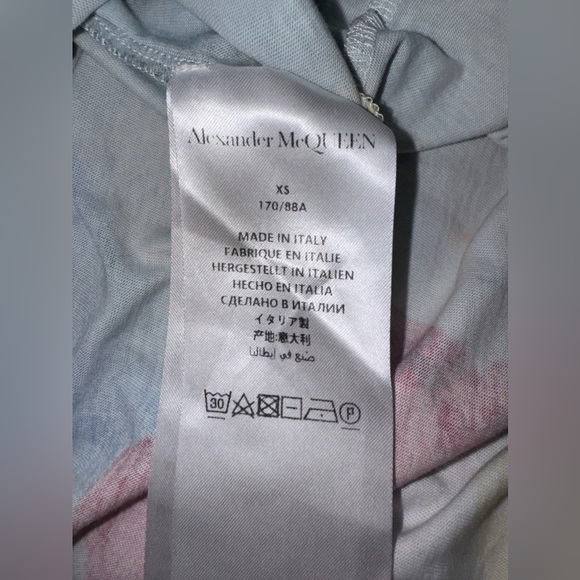 Alexander McQUEEN
XS
170/88A
MADE IN ITALY
FABRIQUE EN ITALIE
HERGESTELLT IN ITALIEN
HECHO EN ITALIA
СДЕЛАНО В ИТАЛИИ
イタリア製
产地:意大利
صنع في إيطاليا
30 P